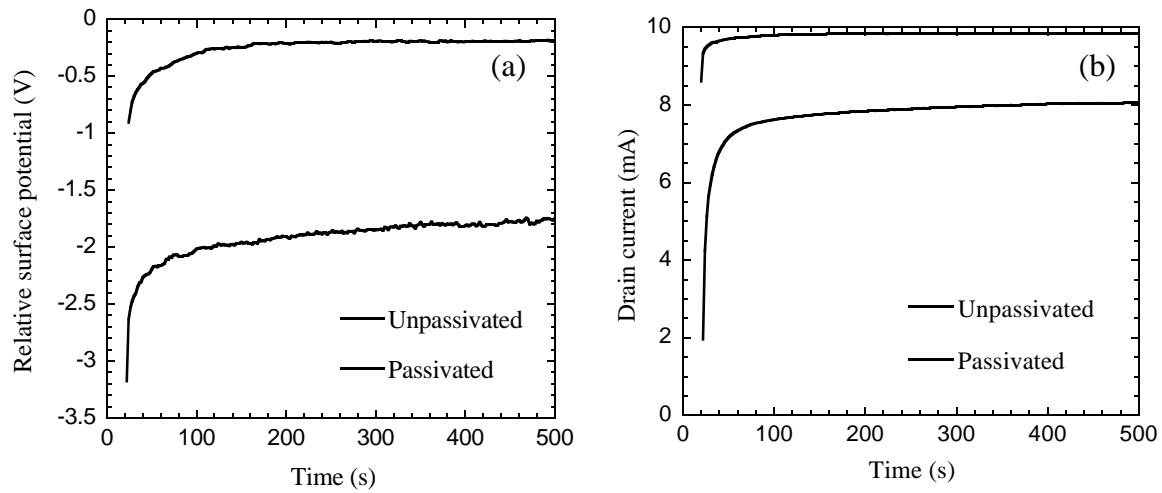 0
-0.5
-1
-1.5
-2
-2.5
-3
-3.5
Relative surface potential (V)
(a)
Unpassivated
Passivated
0 100 200 300 400 500
Time (s)
10
8
6
4
2
0
Drain current (mA)
(b)
Unpassivated
Passivated
0 100 200 300 400 500
Time (s)